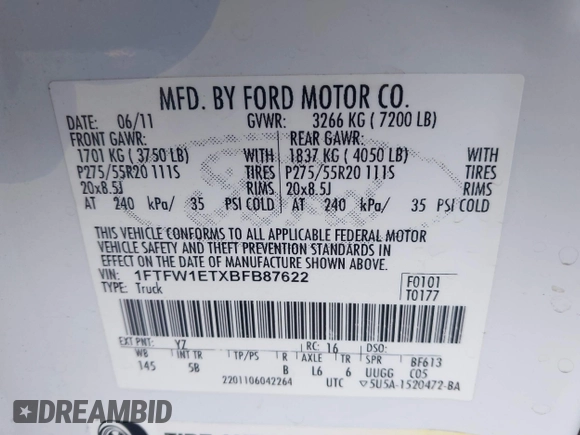 MFD. BY FORD MOTOR CO.
DATE: 06/11 GVWR: 3266 KG ( 7200 LB)
FRONT GAWR: REAR GAWR:
1701 KG ( 3750 LB) WITH 1837 KG ( 4050 LB) WITH
P275/55R20 111S TIRES P275/55R20 111S TIRES
20x8.5J RIMS 20x8.5J RIMS
AT 240 kPa/ 35 PSI COLD AT 240 kPa/ 35 PSI COLD
THIS VEHICLE CONFORMS TO ALL APPLICABLE FEDERAL MOTOR
VEHICLE SAFETY AND THEFT PREVENTION STANDARDS IN
EFFECT ON THE DATE OF MANUFACTURE SHOWN ABOVE.
VIN: 1FTFW1ETXBFB87622 F0101
TYPE: Truck T0177
EXT PNT: YZ RC: 16 DSO:
WB INT TR TP/PS R AXLE TR SPR BF613
145 5B B L6 6 UUGG C05
2201106042264 UTC 5U5A-1520472-BA
DREAMBID